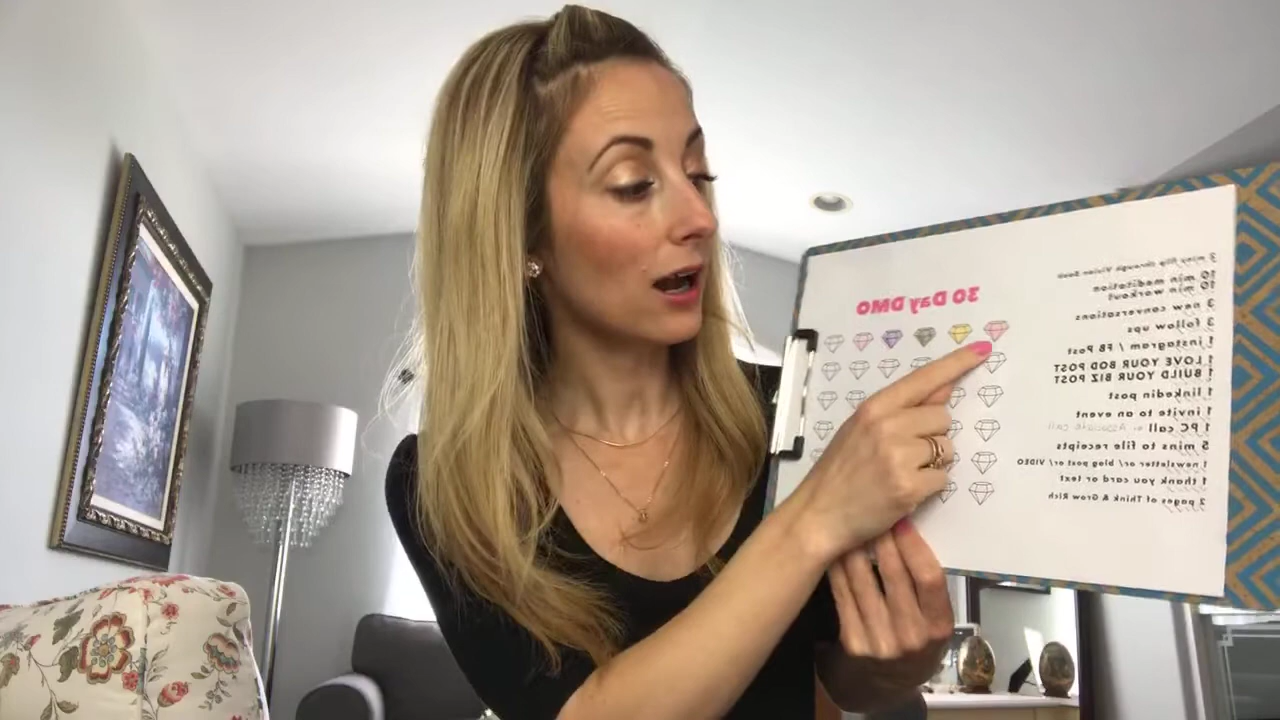 30 Day DMO
3 miny flip through Vision Book
10 min meditation
10 min workout
3 new conversations
3 follow ups
1 instagram / FB Post
1 LOVE YOUR BOD POST
1 BUILD YOUR BIZ POST
1 linkedin post
1 invite to an event
1 PC call or Associate call
5 mins to file receipts
1 newsletter or/ blog post or/ VIDEO
1 thank you card or text
2 pages of Think & Grow Rich